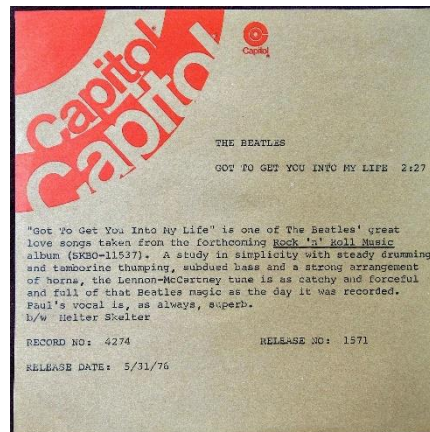 Capitol
Capitol
Capitol
THE BEATLES
GOT TO GET YOU INTO MY LIFE 2:27
"Got To Get You Into My Life" is one of The Beatles' great
love songs taken from the forthcoming Rock 'n' Roll Music
album (SKBO-11537). A study in simplicity with steady drumming
and tamborine thumping, subdued bass and a strong arrangement
of horns, the Lennon-McCartney tune is as catchy and forceful
and full of that Beatles magic as the day it was recorded.
Paul's vocal is, as always, superb.
b/w Helter Skelter
RECORD NO: 4274 RELEASE NO: 1571
RELEASE DATE: 5/31/76